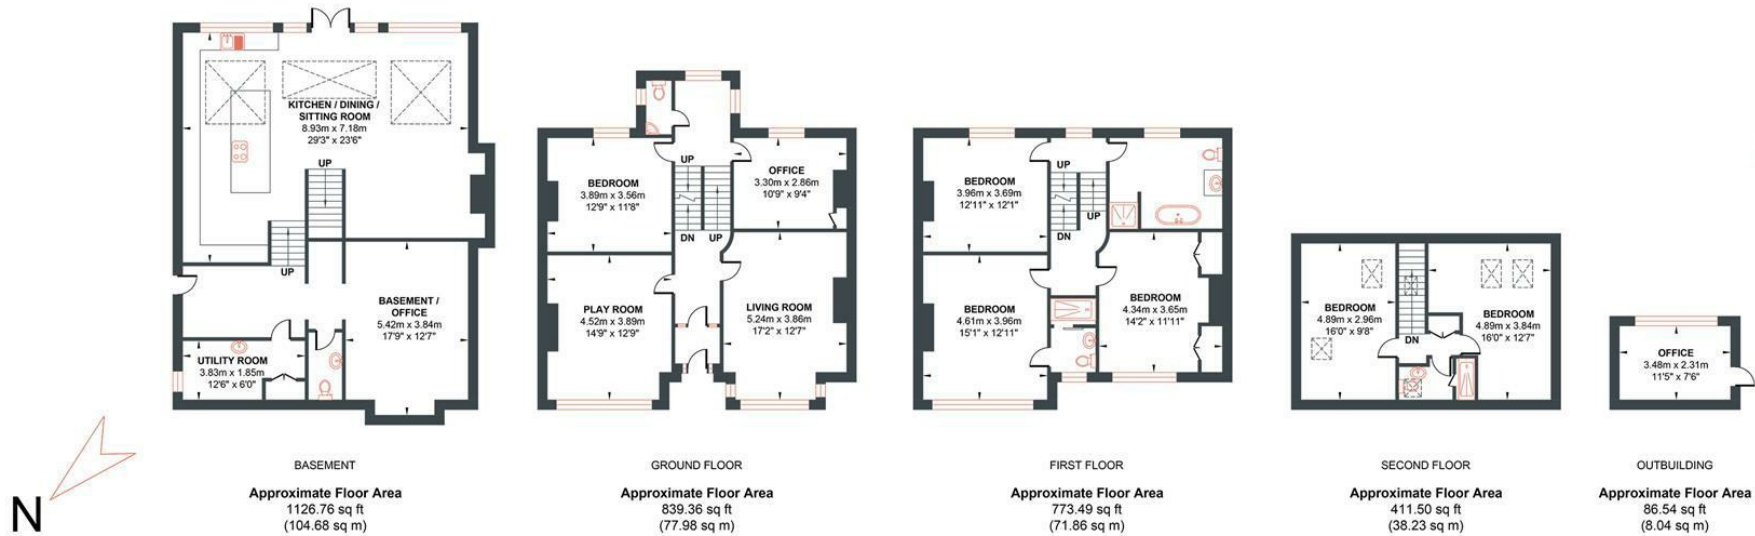 KITCHEN / DINING /
SITTING ROOM
8.93m x 7.18m
29'3" x 23'6"
UP
UP
BASEMENT /
OFFICE
5.42m x 3.84m
17'9" x 12'7"
UTILITY ROOM
3.83m x 1.85m
12'6" x 6'0"
BASEMENT
Approximate Floor Area
1126.76 sq ft
(104.68 sq m)
BEDROOM
3.89m x 3.56m
12'9" x 11'8"
UP
OFFICE
3.30m x 2.86m
10'9" x 9'4"
DN
UP
PLAY ROOM
4.52m x 3.89m
14'9" x 12'9"
LIVING ROOM
5.24m x 3.86m
17'2" x 12'7"
GROUND FLOOR
Approximate Floor Area
839.36 sq ft
(77.98 sq m)
BEDROOM
3.96m x 3.69m
12'11" x 12'1"
UP
UP
DN
BEDROOM
4.61m x 3.96m
15'1" x 12'11"
BEDROOM
4.34m x 3.65m
14'2" x 11'11"
FIRST FLOOR
Approximate Floor Area
773.49 sq ft
(71.86 sq m)
BEDROOM
4.89m x 2.96m
16'0" x 9'8"
DN
BEDROOM
4.89m x 3.84m
16'0" x 12'7"
SECOND FLOOR
Approximate Floor Area
411.50 sq ft
(38.23 sq m)
OFFICE
3.48m x 2.31m
11'5" x 7'6"
OUTBUILDING
Approximate Floor Area
86.54 sq ft
(8.04 sq m)
N